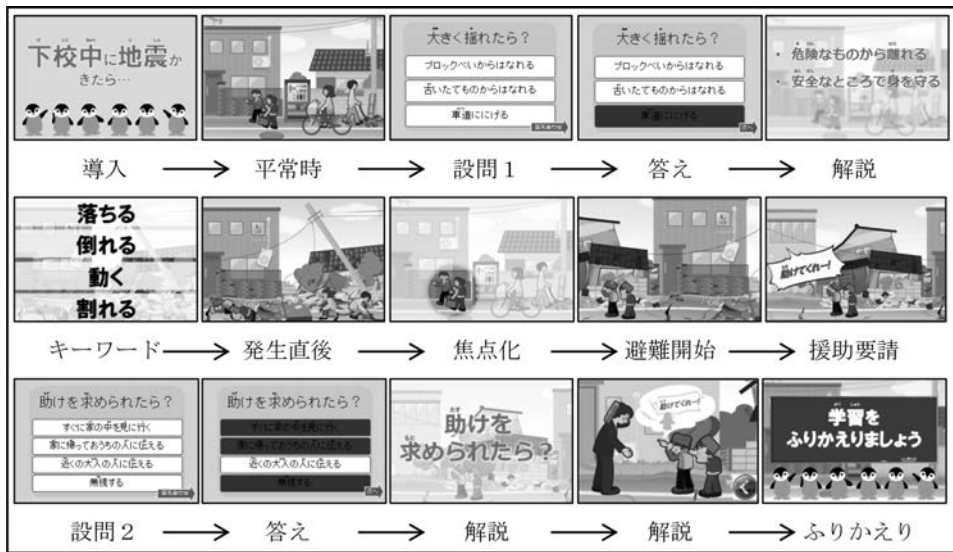 下校中に地震が
きたら…
大きく揺れたら?
ブロックべいからはなれる
古いたてものからはなれる
車道ににげる
大きく揺れたら?
ブロックべいからはなれる
古いたてものからはなれる
車道ににげる
・ 危険なものから離れる
・ 安全なところで身を守る
導入 → 平常時 → 設問1 → 答え → 解説
落ちる
倒れる
動く
割れる
助けてくれー!
キーワード → 発生直後 → 焦点化 → 避難開始 → 援助要請
助けを求められたら?
すぐに家の中を見に行く
家に帰っておうちの人に伝える
近くの大人の人に伝える
無視する
助けを求められたら?
すぐに家の中を見に行く
家に帰っておうちの人に伝える
近くの大人の人に伝える
無視する
助けを
求められたら?
助けてくれー!
く
学習を
ふりかえりましょう
設問2 → 答え → 解説 → 解説 → ふりかえり